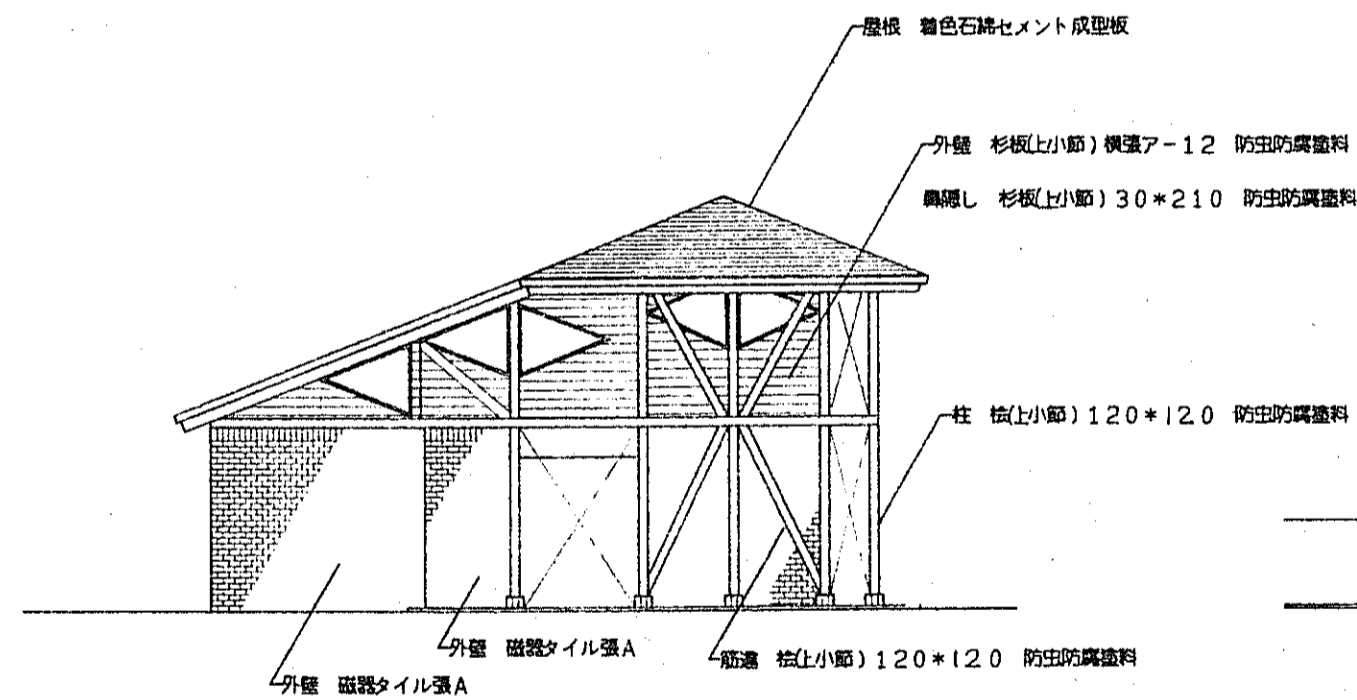 屋根 着色石綿セメント成型板
外壁 杉板(上小節)横張ア-12 防虫防腐塗料
鼻隠し 杉板(上小節)30*210 防虫防腐塗料
柱 桧(上小節)120*120 防虫防腐塗料
外壁 磁器タイル張A
筋違 桧(上小節)120*120 防虫防腐塗料
外壁 磁器タイル張A